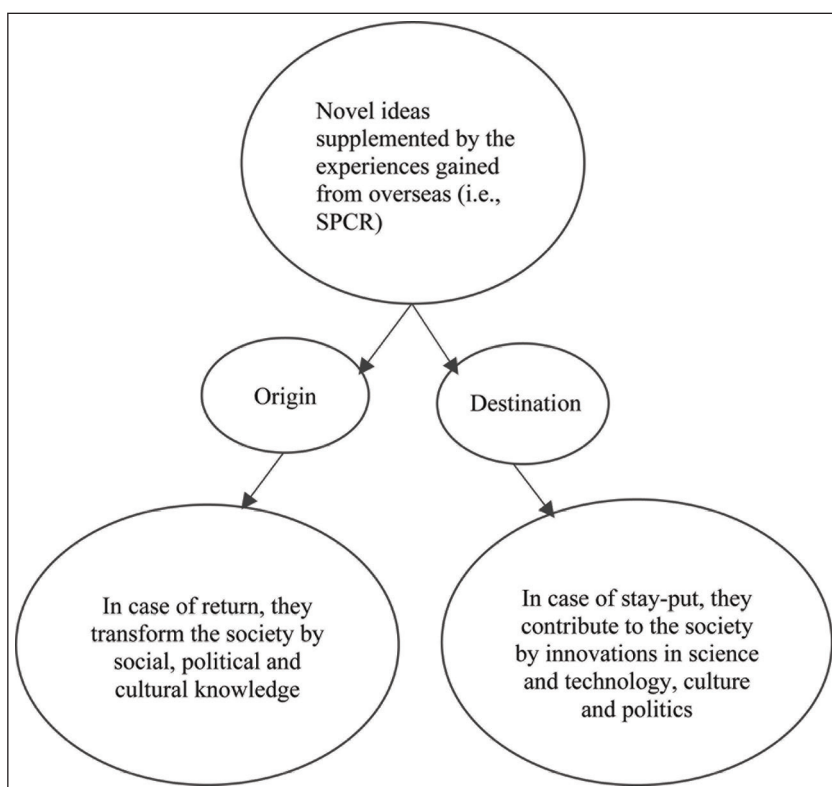 Novel ideas
supplemented by the
experiences gained
from overseas (i.e.,
SPCR)
Origin
Destination
In case of return, they
transform the society by
social, political and
cultural knowledge
In case of stay-put, they
contribute to the society
by innovations in science
and technology, culture
and politics